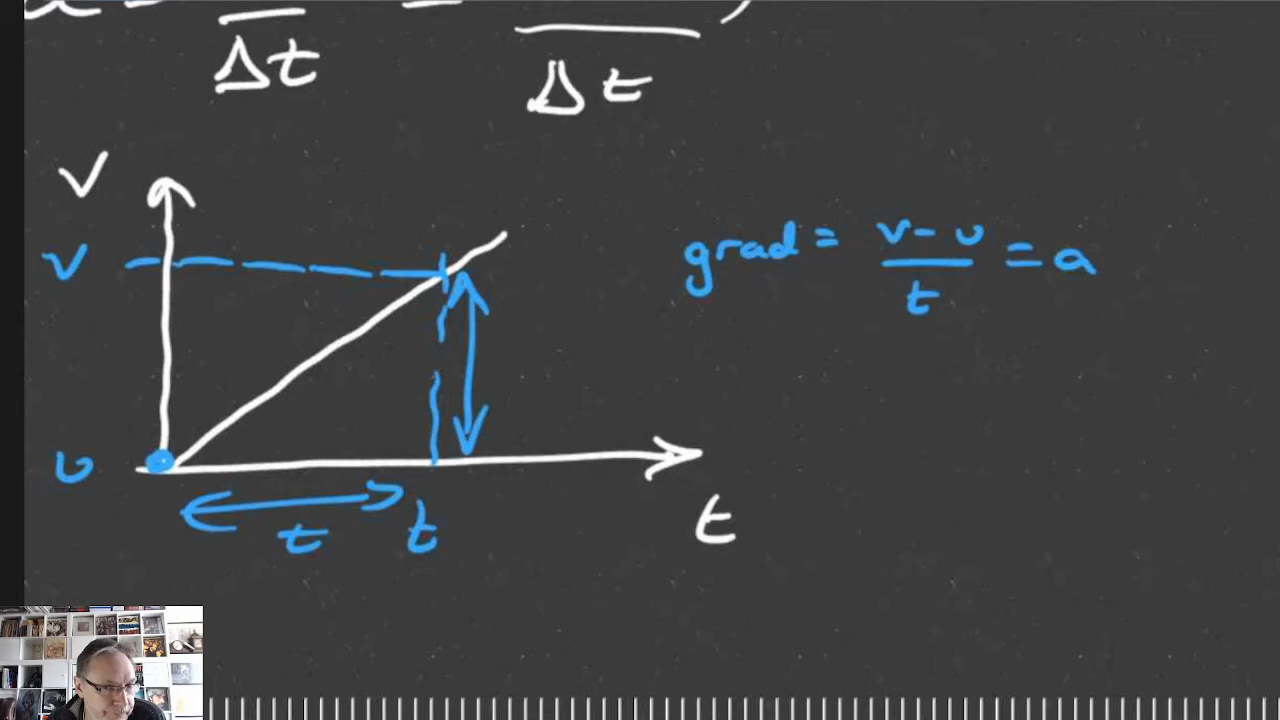 Δt = Δt
V
v
u
t t
t
grad = v - u / t = a